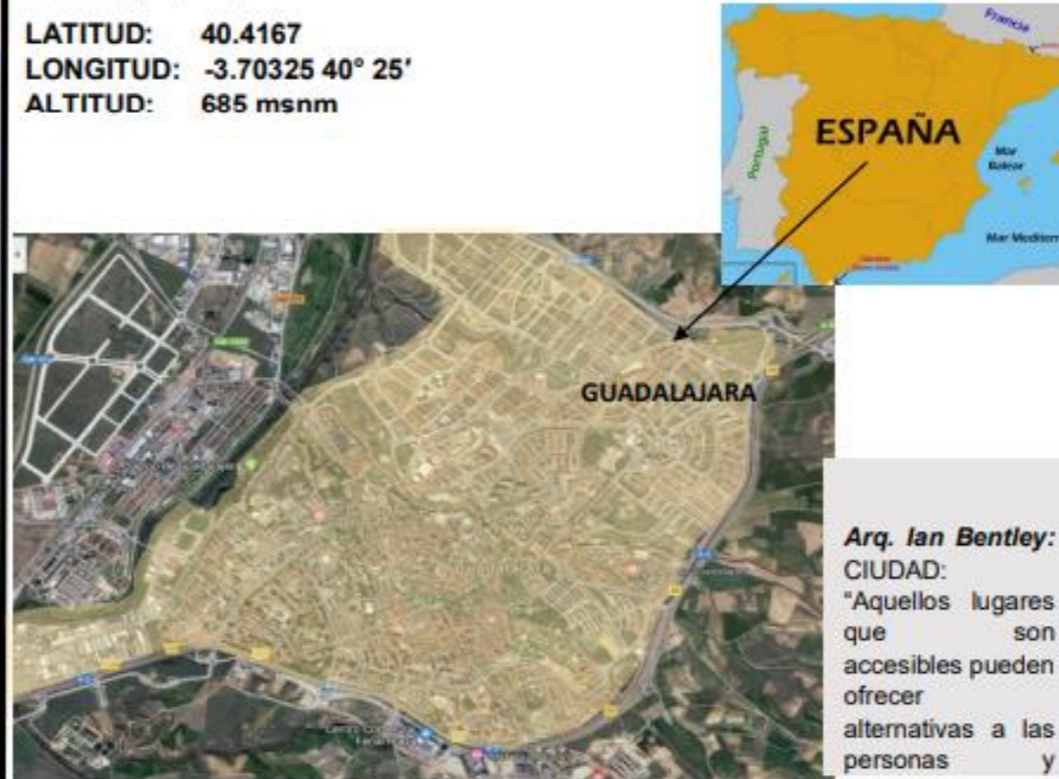 LATITUD: 40.4167
LONGITUD: -3.70325 40° 25′
ALTITUD: 685 msnm
Francia
ESPAÑA
Portugal
Mar
Balear
Mar Mediterr
GUADALAJARA
Arq. Ian Bentley:
CIUDAD:
“Aquellos lugares
que son
accesibles pueden
ofrecer
alternativas a las
personas y